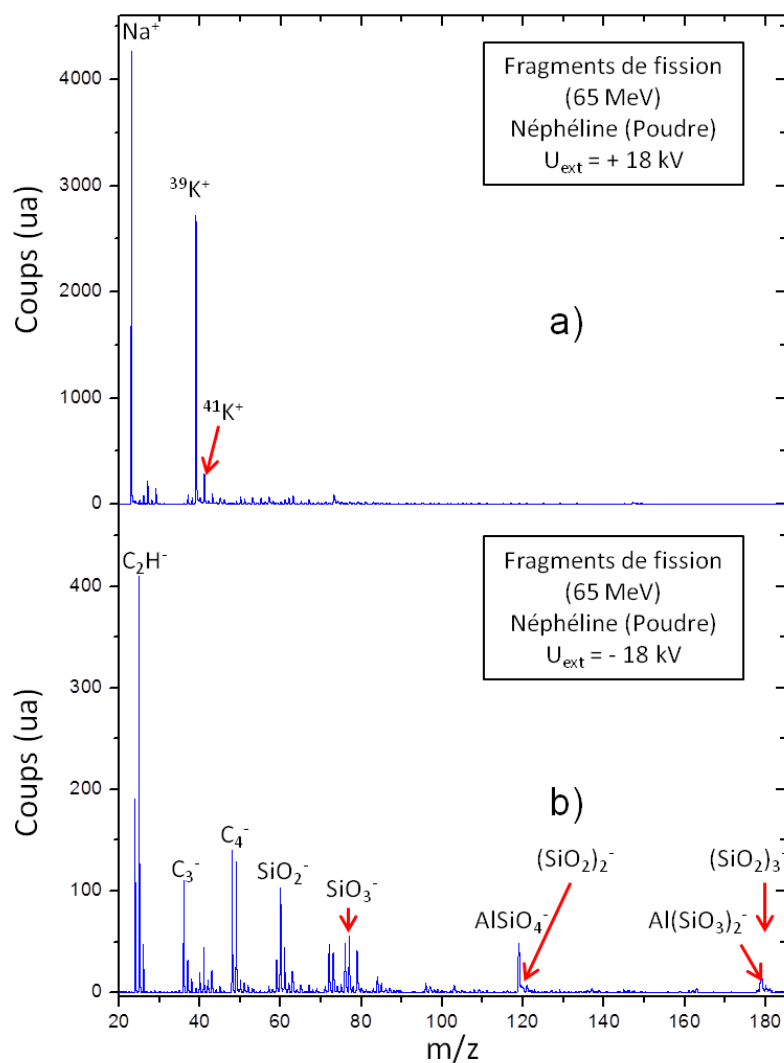 Na⁺
4000
3000
2000
1000
0
Coups (ua)
³⁹K⁺
⁴¹K⁺
Fragments de fission
(65 MeV)
Néphéline (Poudre)
U_ext = + 18 kV
a)
C₂H⁻
400
300
200
100
0
Coups (ua)
Fragments de fission
(65 MeV)
Néphéline (Poudre)
U_ext = - 18 kV
b)
C₃⁻
C₄⁻
SiO₂⁻
SiO₃⁻
(SiO₂)₂⁻
(SiO₂)₃⁻
AlSiO₄⁻
Al(SiO₃)₂⁻
20 40 60 80 100 120 140 160 180
m/z